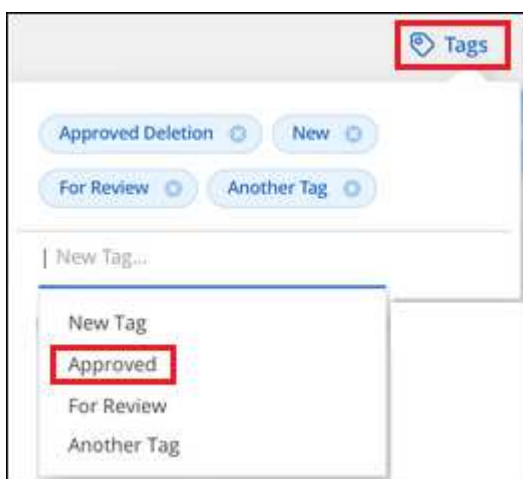 Tags
Approved Deletion New
For Review Another Tag
New Tag...
New Tag
Approved
For Review
Another Tag